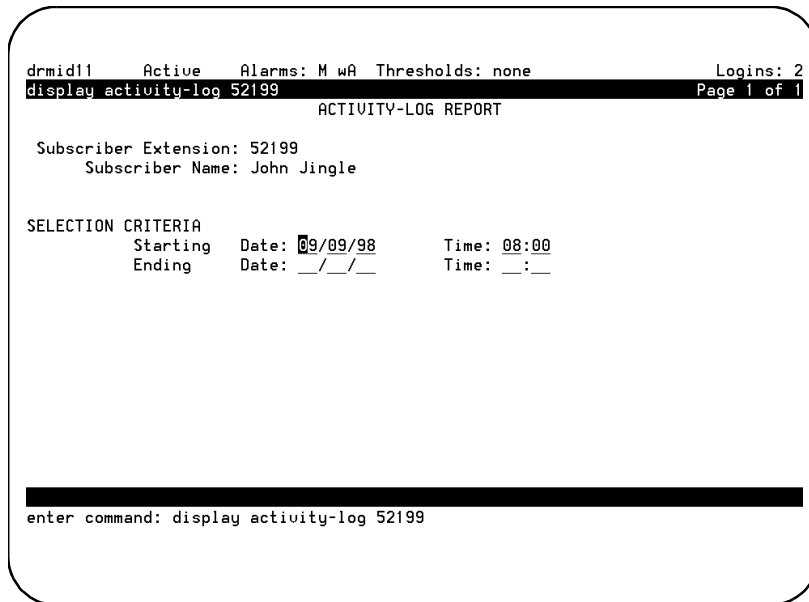 drmid11 Active Alarms: M wA Thresholds: none Logins: 2
display activity-log 52199 Page 1 of 1
ACTIVITY-LOG REPORT
Subscriber Extension: 52199
Subscriber Name: John Jingle
SELECTION CRITERIA
Starting Date: 09/09/98 Time: 08:00
Ending Date: __/__/__ Time: __:__
enter command: display activity-log 52199